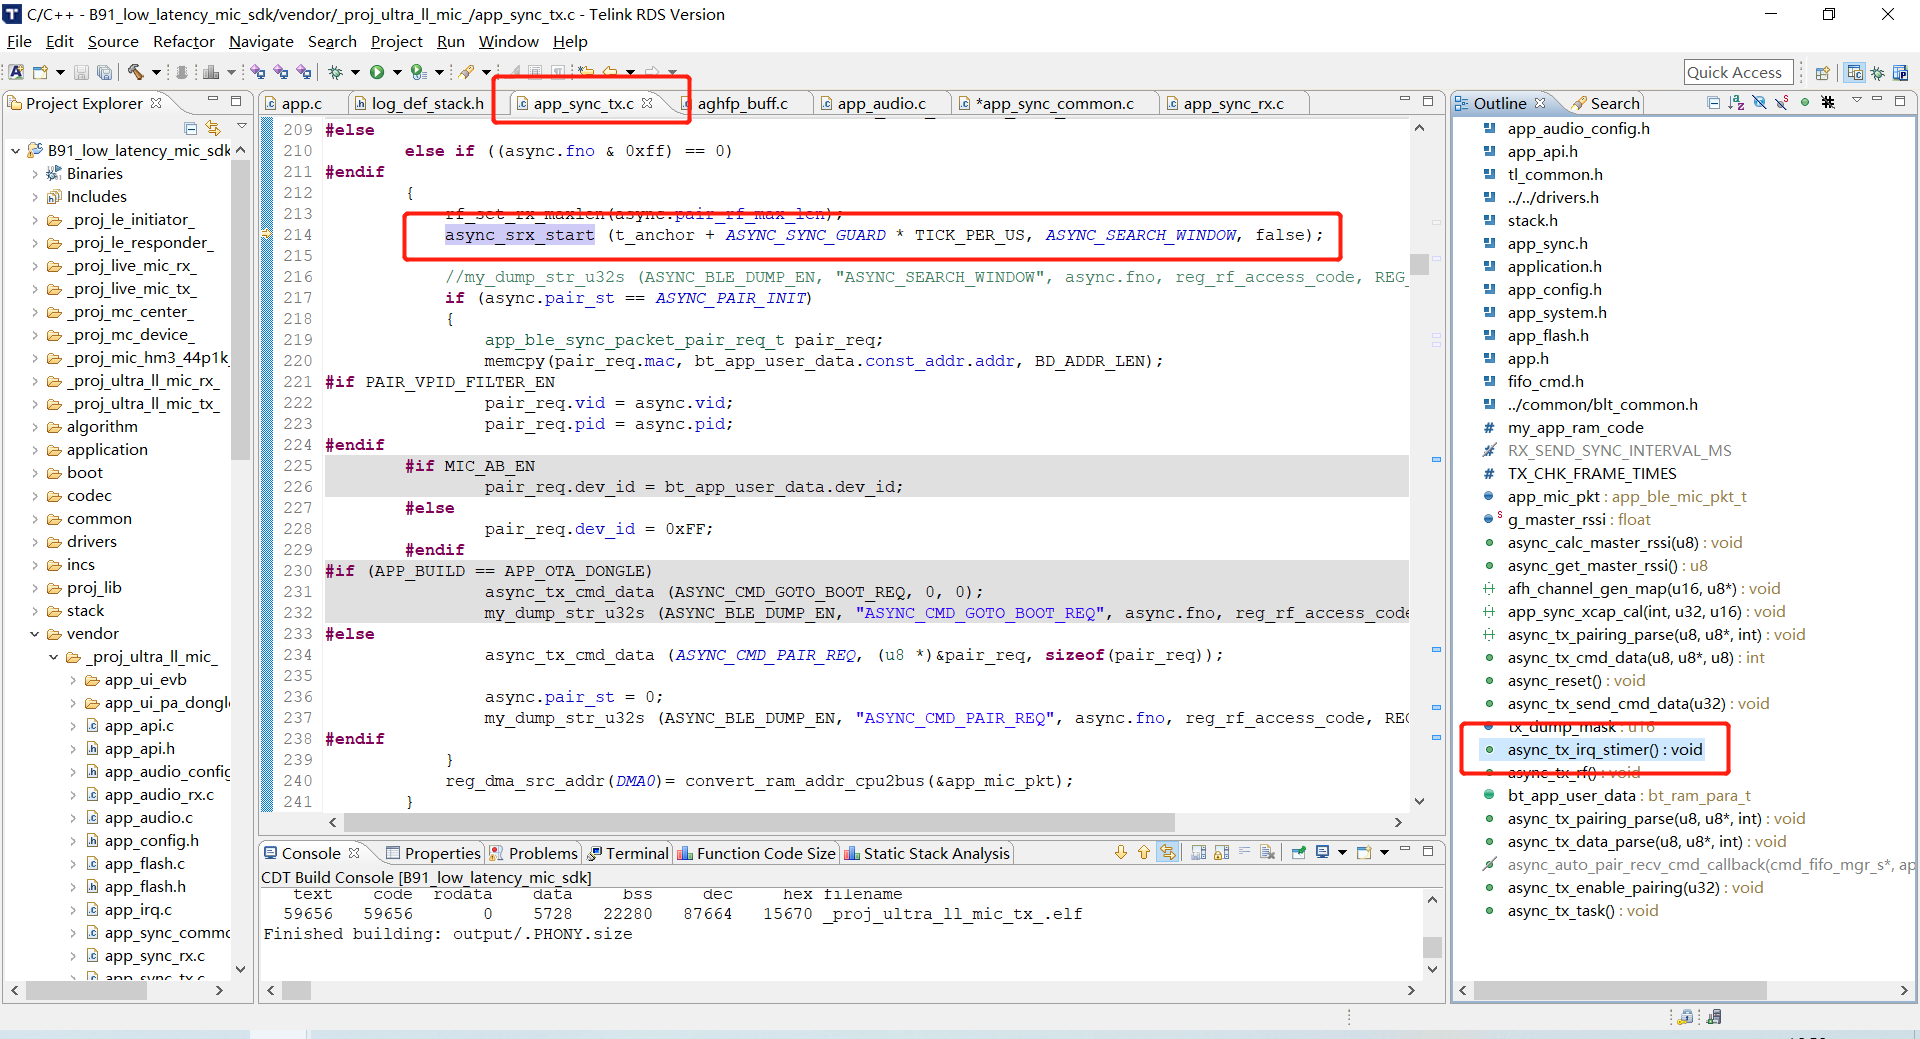 C/C++ - B91_low_latency_mic_sdk/vendor/_proj_ultra_ll_mic_/app_sync_tx.c - Telink RDS Version
File Edit Source Refactor Navigate Search Project Run Window Help
Quick Access
Project Explorer
B91_low_latency_mic_sdk
Binaries
Includes
_proj_le_initiator_
_proj_le_responder_
_proj_live_mic_rx_
_proj_live_mic_tx_
_proj_mc_center_
_proj_mc_device_
_proj_mic_hm3_44p1k_
_proj_ultra_ll_mic_rx_
_proj_ultra_ll_mic_tx_
algorithm
application
boot
codec
common
drivers
incs
proj_lib
stack
vendor
_proj_ultra_ll_mic_
app_ui_evb
app_ui_pa_dongl
app_api.c
app_api.h
app_audio_config
app_audio_rx.c
app_audio.c
app_config.h
app_flash.c
app_flash.h
app_irq.c
app_sync_commo
app_sync_rx.c
app_sync_tx.c
app.c log_def_stack.h app_sync_tx.c aghfp_buff.c app_audio.c *app_sync_common.c app_sync_rx.c
209 #else
210 else if ((async.fno & 0xff) == 0)
211 #endif
212 {
213 rf_set_rx_maxlen(async.pair_rf_max_len);
214 async_srx_start (t_anchor + ASYNC_SYNC_GUARD * TICK_PER_US, ASYNC_SEARCH_WINDOW, false);
215
216 //my_dump_str_u32s (ASYNC_BLE_DUMP_EN, "ASYNC_SEARCH_WINDOW", async.fno, reg_rf_access_code, REG_
217 if (async.pair_st == ASYNC_PAIR_INIT)
218 {
219 app_ble_sync_packet_pair_req_t pair_req;
220 memcpy(pair_req.mac, bt_app_user_data.const_addr.addr, BD_ADDR_LEN);
221 #if PAIR_VPID_FILTER_EN
222 pair_req.vid = async.vid;
223 pair_req.pid = async.pid;
224 #endif
225 #if MIC_AB_EN
226 pair_req.dev_id = bt_app_user_data.dev_id;
227 #else
228 pair_req.dev_id = 0xFF;
229 #endif
230 #if (APP_BUILD == APP_OTA_DONGLE)
231 async_tx_cmd_data (ASYNC_CMD_GOTO_BOOT_REQ, 0, 0);
232 my_dump_str_u32s (ASYNC_BLE_DUMP_EN, "ASYNC_CMD_GOTO_BOOT_REQ", async.fno, reg_rf_access_code
233 #else
234 async_tx_cmd_data (ASYNC_CMD_PAIR_REQ, (u8 *)&pair_req, sizeof(pair_req));
235
236 async.pair_st = 0;
237 my_dump_str_u32s (ASYNC_BLE_DUMP_EN, "ASYNC_CMD_PAIR_REQ", async.fno, reg_rf_access_code, REG
238 #endif
239 }
240 reg_dma_src_addr(DMA0)= convert_ram_addr_cpu2bus(&app_mic_pkt);
241 }
Console Properties Problems Terminal Function Code Size Static Stack Analysis
CDT Build Console [B91_low_latency_mic_sdk]
text code rodata data bss dec hex filename
59656 59656 0 5728 22280 87664 15670 _proj_ultra_ll_mic_tx_.elf
Finished building: output/.PHONY.size
Outline Search
app_audio_config.h
app_api.h
tl_common.h
../../drivers.h
stack.h
app_sync.h
application.h
app_config.h
app_system.h
app_flash.h
app.h
fifo_cmd.h
../common/blt_common.h
my_app_ram_code
RX_SEND_SYNC_INTERVAL_MS
TX_CHK_FRAME_TIMES
app_mic_pkt : app_ble_mic_pkt_t
g_master_rssi : float
async_calc_master_rssi(u8) : void
async_get_master_rssi() : u8
afh_channel_gen_map(u16, u8*) : void
app_sync_xcap_cal(int, u32, u16) : void
async_tx_pairing_parse(u8, u8*, int) : void
async_tx_cmd_data(u8, u8*, u8) : int
async_reset() : void
async_tx_send_cmd_data(u32) : void
tx_dump_mask : u16
async_tx_irq_stimer() : void
async_tx_rf() : void
bt_app_user_data : bt_ram_para_t
async_tx_pairing_parse(u8, u8*, int) : void
async_tx_data_parse(u8, u8*, int) : void
async_auto_pair_recv_cmd_callback(cmd_fifo_mgr_s*, ap
async_tx_enable_pairing(u32) : void
async_tx_task() : void